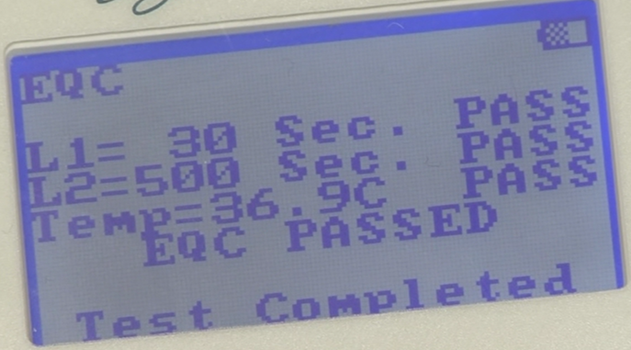 EQC
L1= 30 Sec. PASS
L2=500 Sec. PASS
Temp=36.9C PASS
EQC PASSED
Test Completed